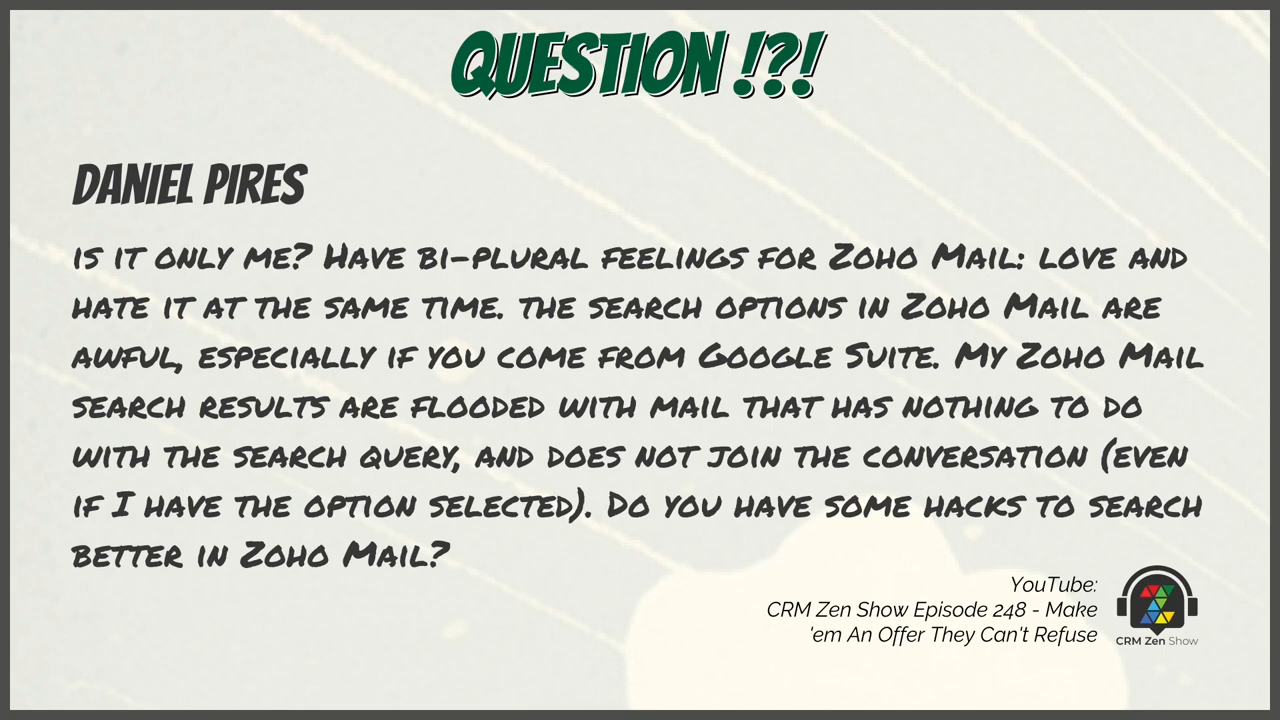 QUESTION !?!
DANIEL PIRES
IS IT ONLY ME? HAVE BI-PLURAL FEELINGS FOR ZOHO MAIL: LOVE AND
HATE IT AT THE SAME TIME. THE SEARCH OPTIONS IN ZOHO MAIL ARE
AWFUL, ESPECIALLY IF YOU COME FROM GOOGLE SUITE. MY ZOHO MAIL
SEARCH RESULTS ARE FLOODED WITH MAIL THAT HAS NOTHING TO DO
WITH THE SEARCH QUERY, AND DOES NOT JOIN THE CONVERSATION (EVEN
IF I HAVE THE OPTION SELECTED). DO YOU HAVE SOME HACKS TO SEARCH
BETTER IN ZOHO MAIL?
YouTube:
CRM Zen Show Episode 248 - Make
'em An Offer They Can't Refuse
CRM Zen Show